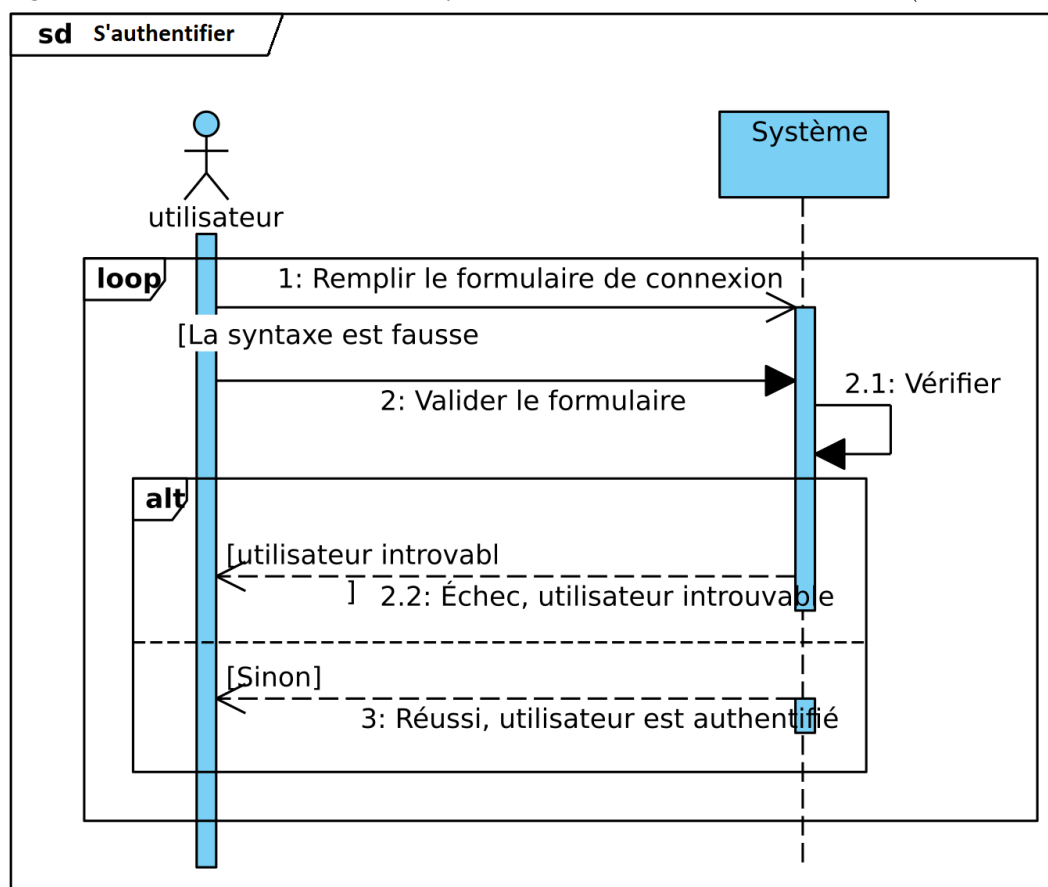 sd S'authentifier
Système
utilisateur
loop
1: Remplir le formulaire de connexion
[La syntaxe est fausse
2: Valider le formulaire
2.1: Vérifier
alt
[utilisateur introvabl
]
2.2: Échec, utilisateur introuvable
[Sinon]
3: Réussi, utilisateur est authentifié